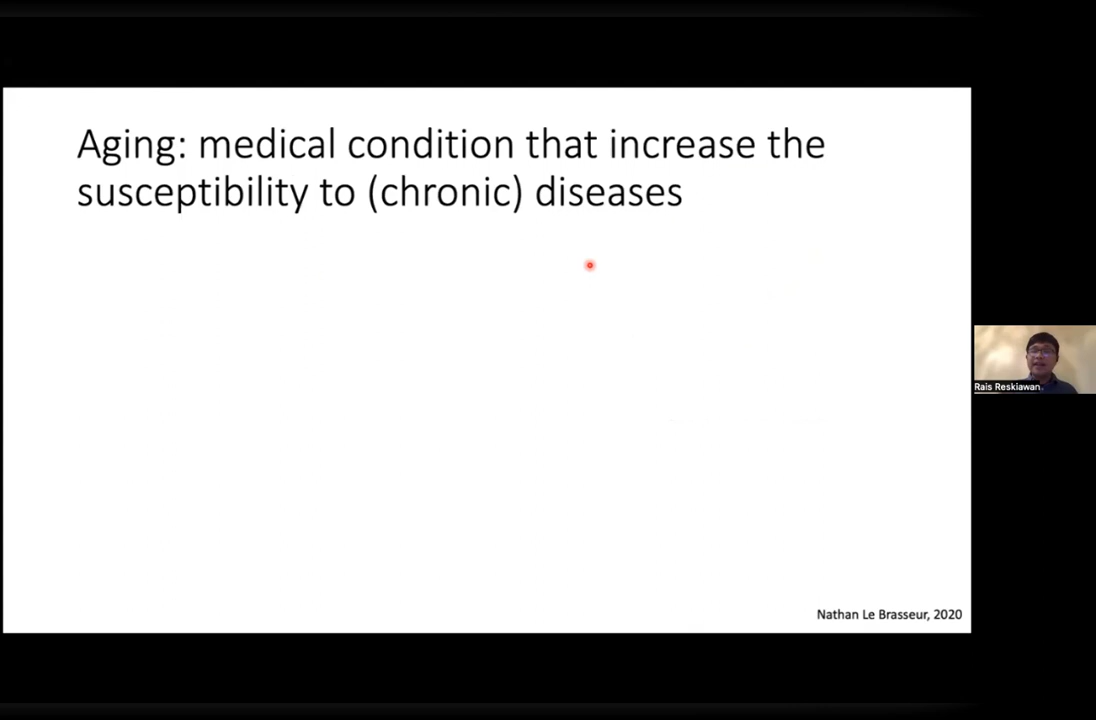 Aging: medical condition that increase the
susceptibility to (chronic) diseases
Rais Reskiawan
Nathan Le Brasseur, 2020